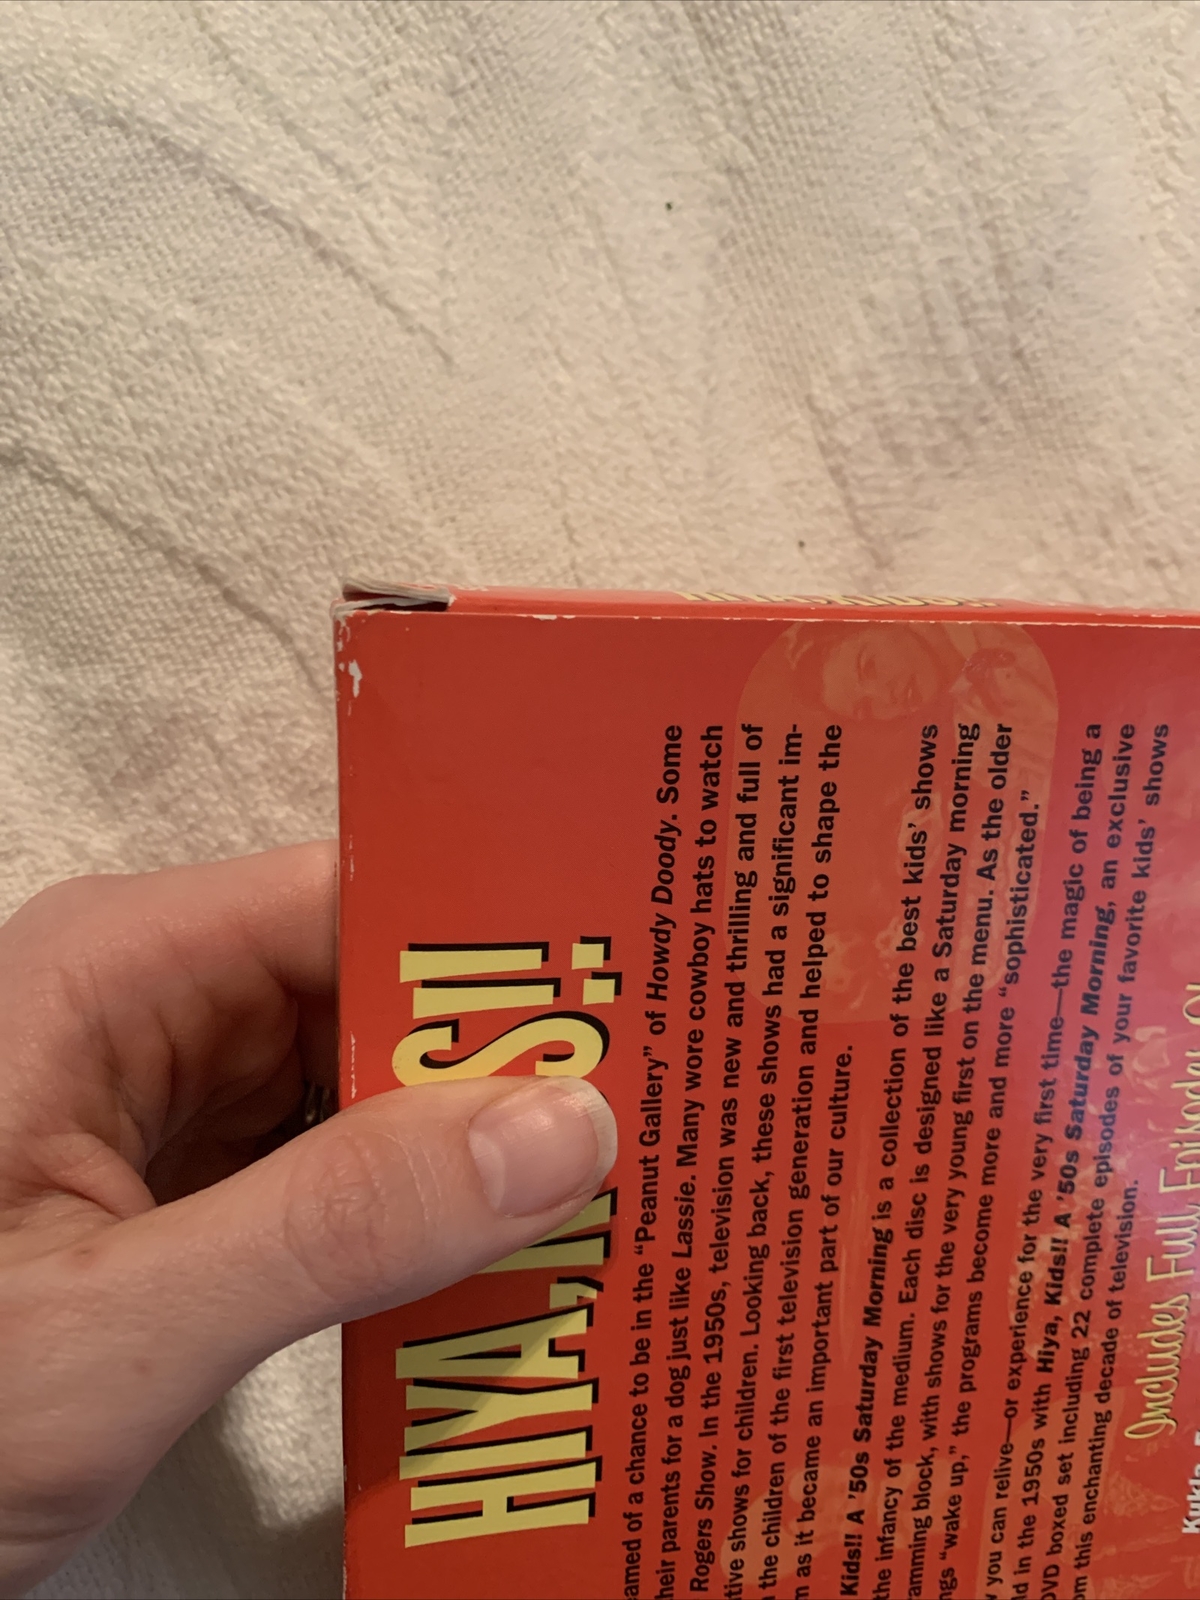 HIYA, KIDS!!
amed of a chance to be in the “Peanut Gallery” of Howdy Doody. Some
heir parents for a dog just like Lassie. Many wore cowboy hats to watch
Rogers Show. In the 1950s, television was new and thrilling and full of
tive shows for children. Looking back, these shows had a significant im-
the children of the first television generation and helped to shape the
as it became an important part of our culture.
Kids!! A ’50s Saturday Morning is a collection of the best kids’ shows
the infancy of the medium. Each disc is designed like a Saturday morning
amming block, with shows for the very young first on the menu. As the older
ngs “wake up,” the programs become more and more “sophisticated.”
you can relive—or experience for the very first time—the magic of being a
d in the 1950s with Hiya, Kids!! A ’50s Saturday Morning, an exclusive
DVD boxed set including 22 complete episodes of your favorite kids’ shows
om this enchanting decade of television.
Includes Full Episodes